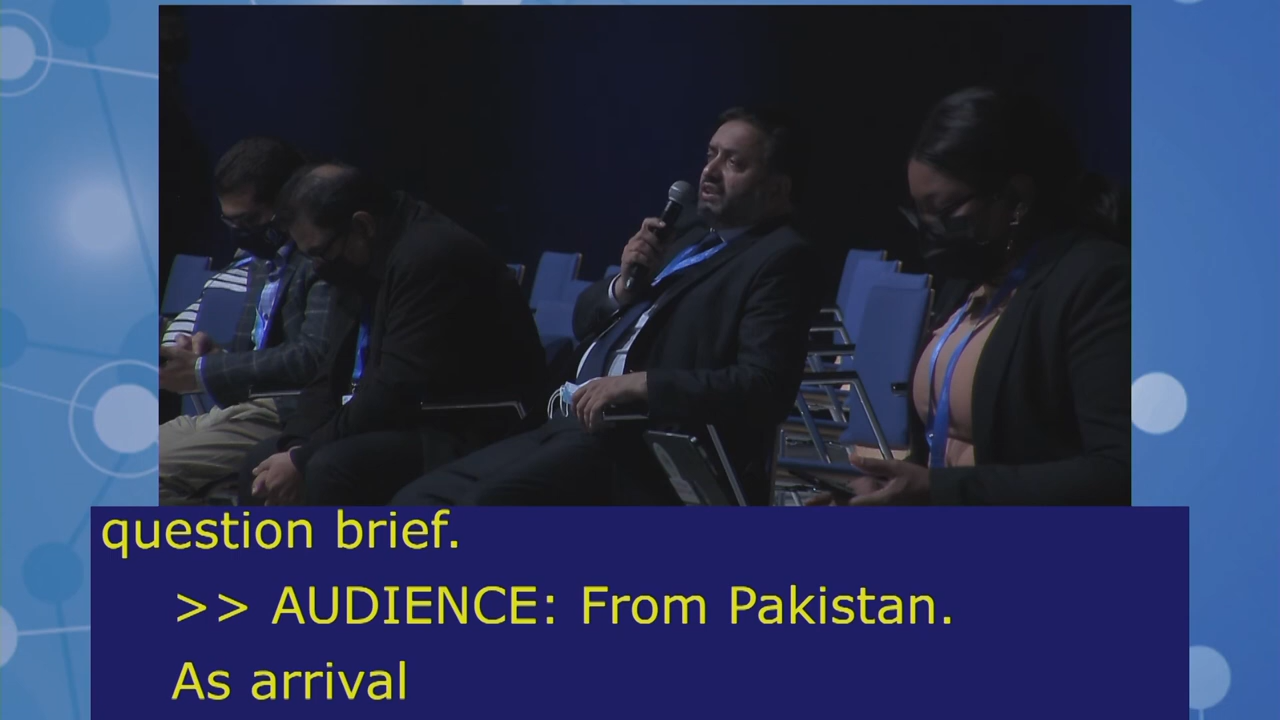 question brief.
>> AUDIENCE: From Pakistan.
As arrival